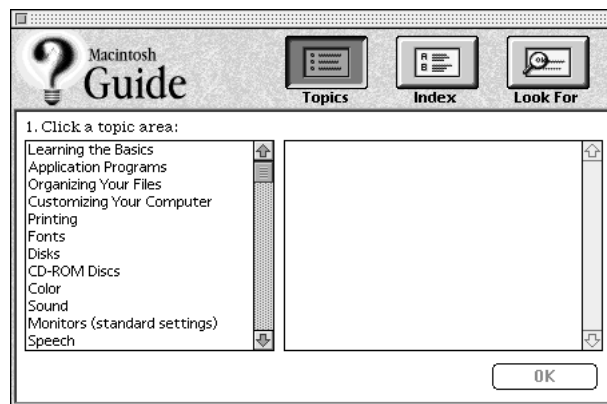 Macintosh
Guide
Topics
Index
Look For
1. Click a topic area:
Learning the Basics
Application Programs
Organizing Your Files
Customizing Your Computer
Printing
Fonts
Disks
CD-ROM Discs
Color
Sound
Monitors (standard settings)
Speech
OK